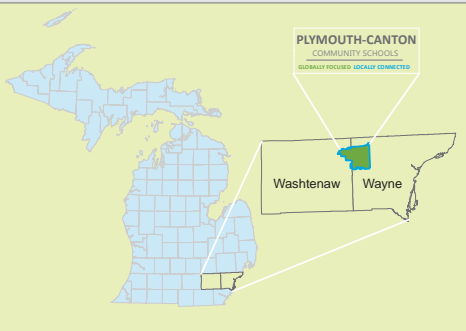 PLYMOUTH-CANTON
COMMUNITY SCHOOLS
GLOBALLY FOCUSED LOCALLY CONNECTED
Washtenaw Wayne